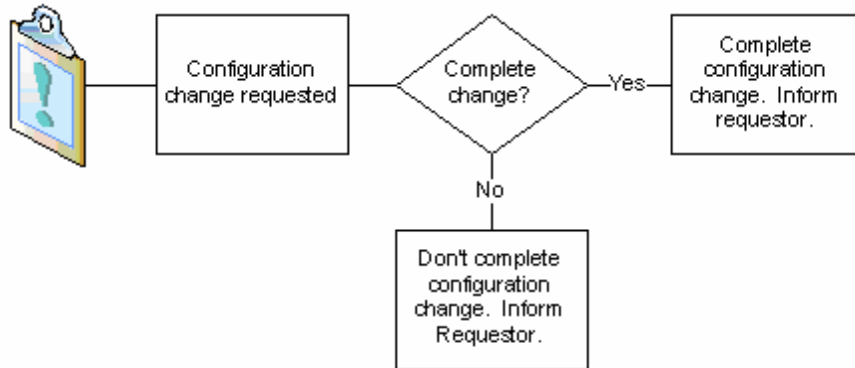 Configuration
change requested
Complete
change?
Yes
Complete
configuration
change.  Inform
requestor.
No
Don't complete
configuration
change.  Inform
Requestor.